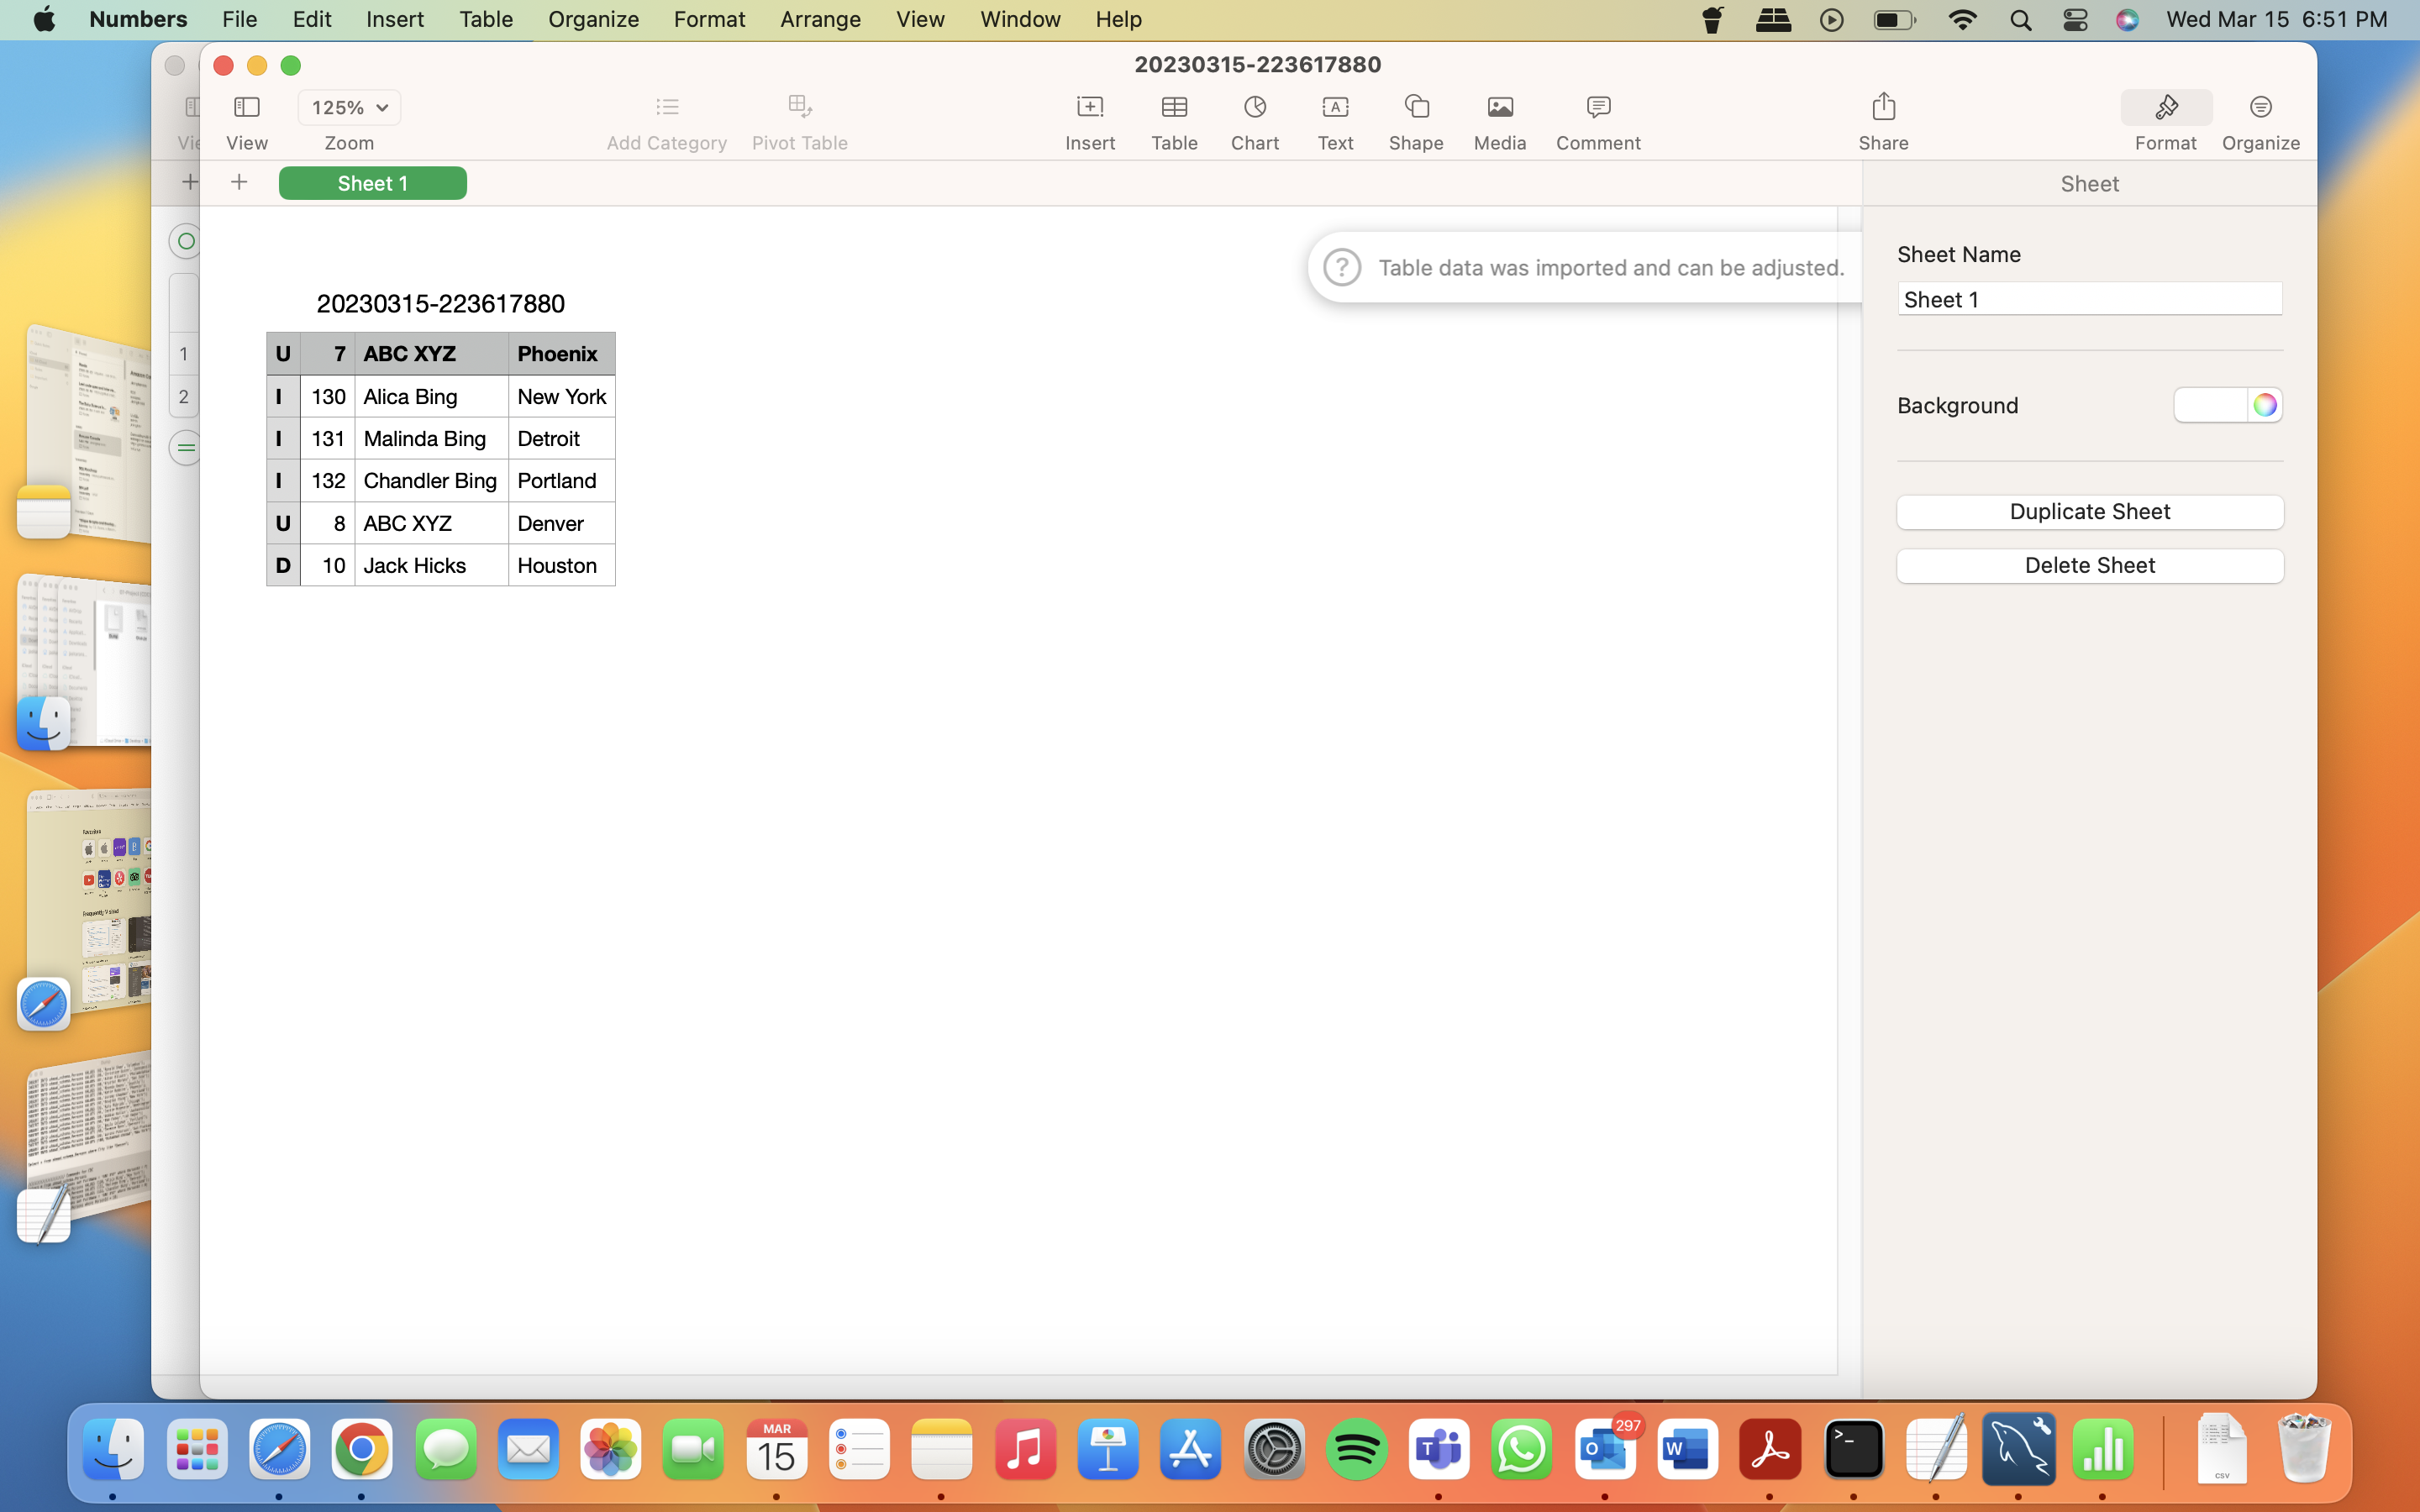 Numbers File Edit Insert Table Organize Format Arrange View Window Help Wed Mar 15 6:51 PM
20230315-223617880
125%
View Zoom Add Category Pivot Table Insert Table Chart Text Shape Media Comment Share Format Organize
Sheet 1
Sheet
Table data was imported and can be adjusted.
Sheet Name
Sheet 1
Background
Duplicate Sheet
Delete Sheet
20230315-223617880
U 7 ABC XYZ Phoenix
I 130 Alica Bing New York
I 131 Malinda Bing Detroit
I 132 Chandler Bing Portland
U 8 ABC XYZ Denver
D 10 Jack Hicks Houston
1
2
MAR
15
297
CSV